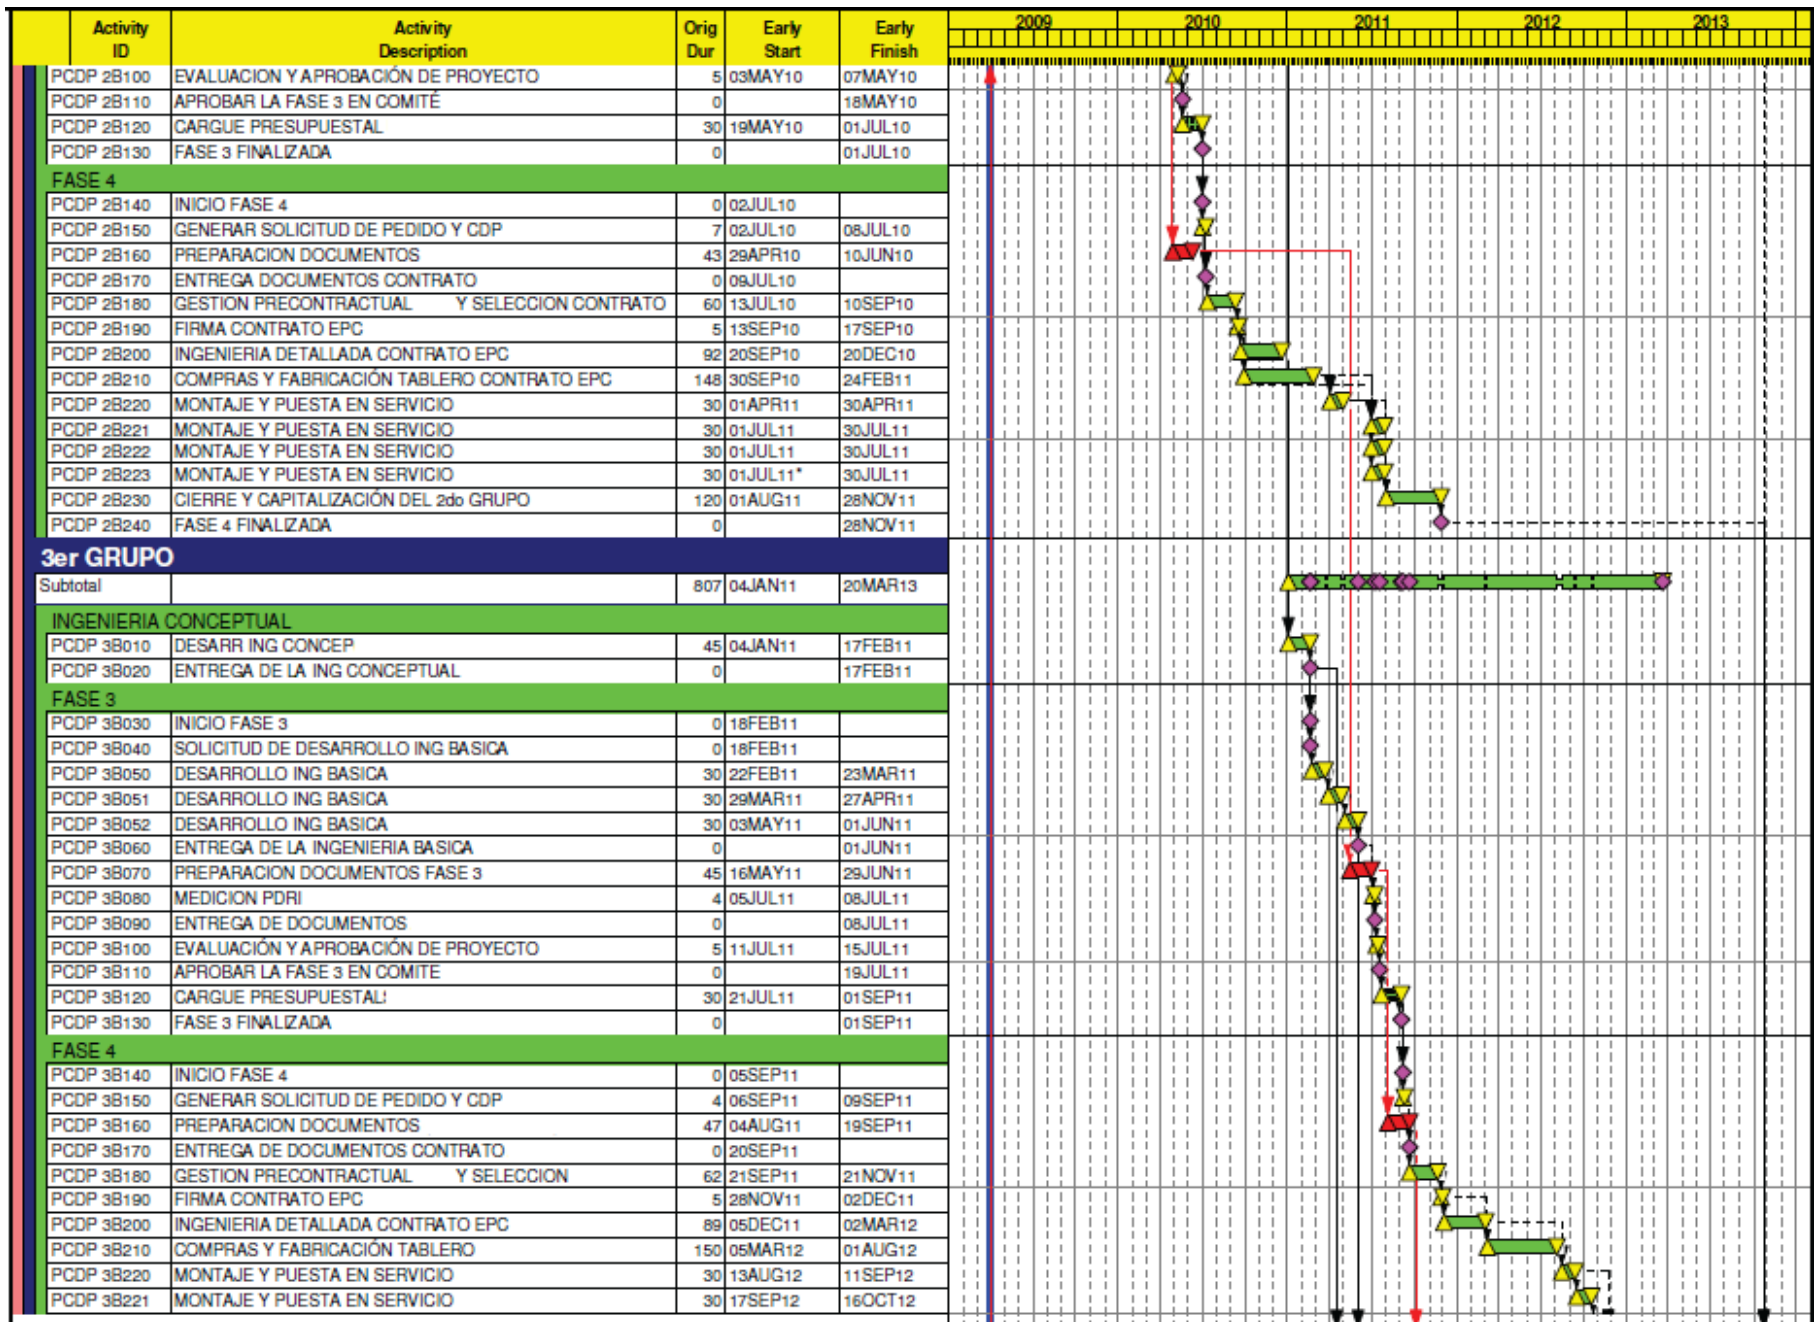 Activity ID Activity Description Orig Dur Early Start Early Finish 2009 2010 2011 2012 2013
PCDP 2B100 EVALUACION Y APROBACIÓN DE PROYECTO 5 03MAY10 07MAY10
PCDP 2B110 APROBAR LA FASE 3 EN COMITÉ 0 18MAY10
PCDP 2B120 CARGUE PRESUPUESTAL 30 19MAY10 01JUL10
PCDP 2B130 FASE 3 FINALIZADA 0 01JUL10
FASE 4
PCDP 2B140 INICIO FASE 4 0 02JUL10
PCDP 2B150 GENERAR SOLICITUD DE PEDIDO Y CDP 7 02JUL10 08JUL10
PCDP 2B160 PREPARACION DOCUMENTOS 43 29APR10 10JUN10
PCDP 2B170 ENTREGA DOCUMENTOS CONTRATO 0 09JUL10
PCDP 2B180 GESTION PRECONTRACTUAL Y SELECCION CONTRATO 60 13JUL10 10SEP10
PCDP 2B190 FIRMA CONTRATO EPC 5 13SEP10 17SEP10
PCDP 2B200 INGENIERIA DETALLADA CONTRATO EPC 92 20SEP10 20DEC10
PCDP 2B210 COMPRAS Y FABRICACIÓN TABLERO CONTRATO EPC 148 30SEP10 24FEB11
PCDP 2B220 MONTAJE Y PUESTA EN SERVICIO 30 01APR11 30APR11
PCDP 2B221 MONTAJE Y PUESTA EN SERVICIO 30 01JUL11 30JUL11
PCDP 2B222 MONTAJE Y PUESTA EN SERVICIO 30 01JUL11 30JUL11
PCDP 2B223 MONTAJE Y PUESTA EN SERVICIO 30 01JUL11* 30JUL11
PCDP 2B230 CIERRE Y CAPITALIZACIÓN DEL 2do GRUPO 120 01AUG11 28NOV11
PCDP 2B240 FASE 4 FINALIZADA 0 28NOV11
3er GRUPO
Subtotal 807 04JAN11 20MAR13
INGENIERIA CONCEPTUAL
PCDP 3B010 DESARR ING CONCEP 45 04JAN11 17FEB11
PCDP 3B020 ENTREGA DE LA ING CONCEPTUAL 0 17FEB11
FASE 3
PCDP 3B030 INICIO FASE 3 0 18FEB11
PCDP 3B040 SOLICITUD DE DESARROLLO ING BASICA 0 18FEB11
PCDP 3B050 DESARROLLO ING BASICA 30 22FEB11 23MAR11
PCDP 3B051 DESARROLLO ING BASICA 30 29MAR11 27APR11
PCDP 3B052 DESARROLLO ING BASICA 30 03MAY11 01JUN11
PCDP 3B060 ENTREGA DE LA INGENIERIA BASICA 0 01JUN11
PCDP 3B070 PREPARACION DOCUMENTOS FASE 3 45 16MAY11 29JUN11
PCDP 3B080 MEDICION PDRI 4 05JUL11 08JUL11
PCDP 3B090 ENTREGA DE DOCUMENTOS 0 08JUL11
PCDP 3B100 EVALUACIÓN Y APROBACIÓN DE PROYECTO 5 11JUL11 15JUL11
PCDP 3B110 APROBAR LA FASE 3 EN COMITE 0 19JUL11
PCDP 3B120 CARGUE PRESUPUESTAL 30 21JUL11 01SEP11
PCDP 3B130 FASE 3 FINALIZADA 0 01SEP11
FASE 4
PCDP 3B140 INICIO FASE 4 0 05SEP11
PCDP 3B150 GENERAR SOLICITUD DE PEDIDO Y CDP 4 06SEP11 09SEP11
PCDP 3B160 PREPARACION DOCUMENTOS 47 04AUG11 19SEP11
PCDP 3B170 ENTREGA DE DOCUMENTOS CONTRATO 0 20SEP11
PCDP 3B180 GESTION PRECONTRACTUAL Y SELECCION 62 21SEP11 21NOV11
PCDP 3B190 FIRMA CONTRATO EPC 5 28NOV11 02DEC11
PCDP 3B200 INGENIERIA DETALLADA CONTRATO EPC 89 05DEC11 02MAR12
PCDP 3B210 COMPRAS Y FABRICACIÓN TABLERO 150 05MAR12 01AUG12
PCDP 3B220 MONTAJE Y PUESTA EN SERVICIO 30 13AUG12 11SEP12
PCDP 3B221 MONTAJE Y PUESTA EN SERVICIO 30 17SEP12 16OCT12